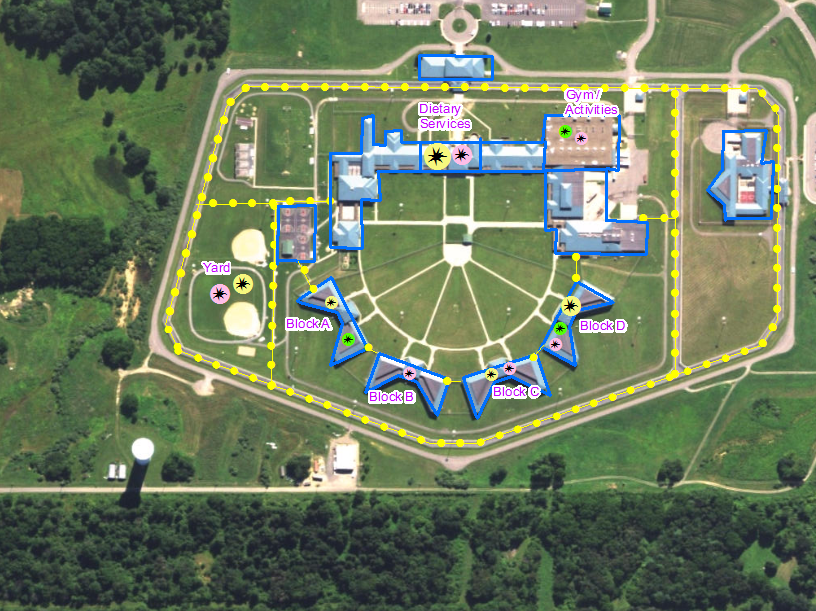 Gym/
Activities
Dietary
Services
Yard
Block A
Block D
Block B
Block C